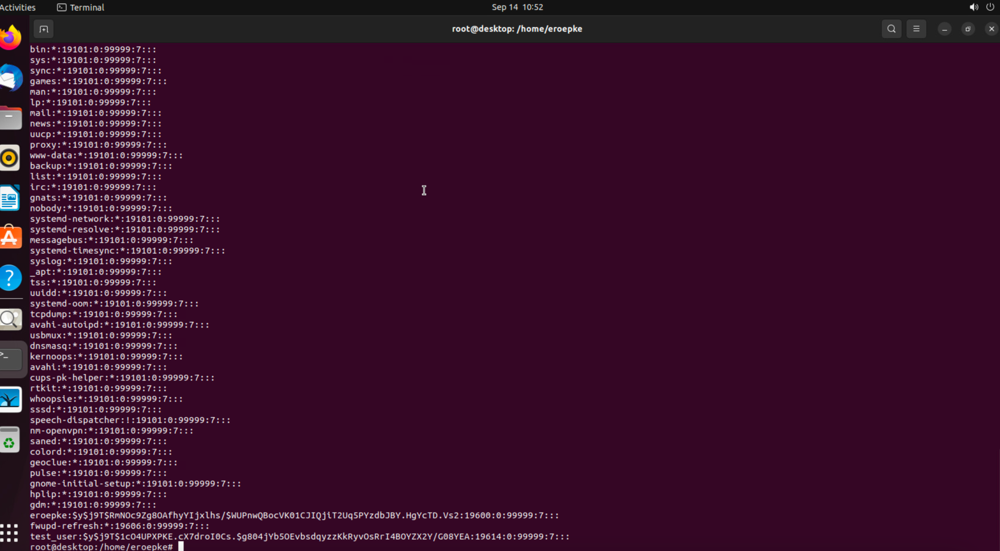 Activities
Terminal
Sep 14 10:52
root@desktop: /home/eroepke
bin:*:19101:0:99999:7:::
sys:*:19101:0:99999:7:::
sync:*:19101:0:99999:7:::
games:*:19101:0:99999:7:::
man:*:19101:0:99999:7:::
lp:*:19101:0:99999:7:::
mail:*:19101:0:99999:7:::
news:*:19101:0:99999:7:::
uucp:*:19101:0:99999:7:::
proxy:*:19101:0:99999:7:::
www-data:*:19101:0:99999:7:::
backup:*:19101:0:99999:7:::
list:*:19101:0:99999:7:::
irc:*:19101:0:99999:7:::
gnats:*:19101:0:99999:7:::
nobody:*:19101:0:99999:7:::
systemd-network:*:19101:0:99999:7:::
systemd-resolve:*:19101:0:99999:7:::
messagebus:*:19101:0:99999:7:::
systemd-timesync:*:19101:0:99999:7:::
syslog:*:19101:0:99999:7:::
_apt:*:19101:0:99999:7:::
tss:*:19101:0:99999:7:::
uuidd:*:19101:0:99999:7:::
systemd-oom:*:19101:0:99999:7:::
tcpdump:*:19101:0:99999:7:::
avahi-autoipd:*:19101:0:99999:7:::
usbmux:*:19101:0:99999:7:::
dnsmasq:*:19101:0:99999:7:::
kernoops:*:19101:0:99999:7:::
avahi:*:19101:0:99999:7:::
cups-pk-helper:*:19101:0:99999:7:::
rtkit:*:19101:0:99999:7:::
whoopsie:*:19101:0:99999:7:::
sssd:*:19101:0:99999:7:::
speech-dispatcher:!:19101:0:99999:7:::
nm-openvpn:*:19101:0:99999:7:::
saned:*:19101:0:99999:7:::
colord:*:19101:0:99999:7:::
geoclue:*:19101:0:99999:7:::
pulse:*:19101:0:99999:7:::
gnome-initial-setup:*:19101:0:99999:7:::
hplip:*:19101:0:99999:7:::
gdm:*:19101:0:99999:7:::
eroepke:$y$j9T$RmNOc9Zg8OAfhyYIjxlhs/$WUPnwQBocVK01CJIQjiT2Uq5PYzdbJBY.HgYcTD.Vs2:19600:0:99999:7:::
fwupd-refresh:*:19606:0:99999:7:::
test_user:$y$j9T$1cO4UPXPKE.cX7droI0Cs.$g804jYb5OEvbsdqyzzKkRyvOsRrI4BOYZX2Y/G08YEA:19614:0:99999:7:::
root@desktop:/home/eroepke#